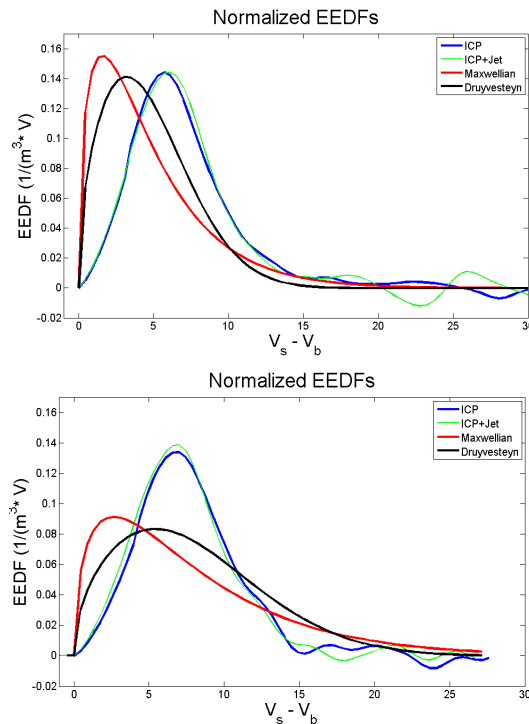 Normalized EEDFs
EEDF (1/(m³* V)
0.16
0.14
0.12
0.1
0.08
0.06
0.04
0.02
0
-0.02
ICP
ICP+Jet
Maxwellian
Druyvesteyn
0 5 10 15 20 25 30
Vₛ - V_b
Normalized EEDFs
EEDF (1/(m³* V)
0.16
0.14
0.12
0.1
0.08
0.06
0.04
0.02
0
-0.02
ICP
ICP+Jet
Maxwellian
Druyvesteyn
0 5 10 15 20 25 30
Vₛ - V_b